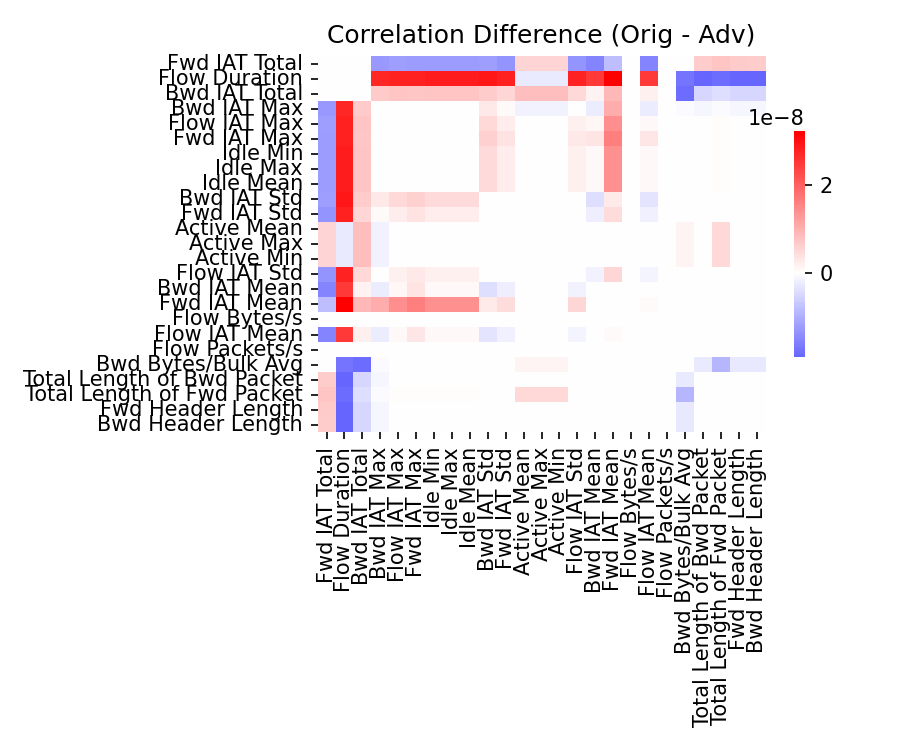 Correlation Difference (Orig - Adv)
Fwd IAT Total
Flow Duration
Bwd IAT Total
Bwd IAT Max
Flow IAT Max
Fwd IAT Max
Idle Min
Idle Max
Idle Mean
Bwd IAT Std
Fwd IAT Std
Active Mean
Active Max
Active Min
Flow IAT Std
Bwd IAT Mean
Fwd IAT Mean
Flow Bytes/s
Flow IAT Mean
Flow Packets/s
Bwd Bytes/Bulk Avg
Total Length of Bwd Packet
Total Length of Fwd Packet
Fwd Header Length
Bwd Header Length
1e−8
2
0
Fwd IAT Total
Flow Duration
Bwd IAT Total
Bwd IAT Max
Flow IAT Max
Fwd IAT Max
Idle Min
Idle Max
Idle Mean
Bwd IAT Std
Fwd IAT Std
Active Mean
Active Max
Active Min
Flow IAT Std
Bwd IAT Mean
Fwd IAT Mean
Flow Bytes/s
Flow IAT Mean
Flow Packets/s
Bwd Bytes/Bulk Avg
Total Length of Bwd Packet
Total Length of Fwd Packet
Fwd Header Length
Bwd Header Length